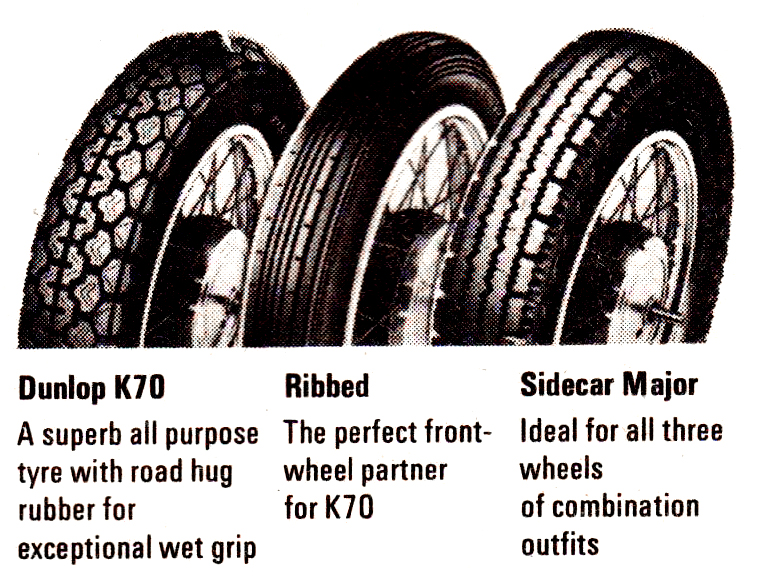 Dunlop K70
A superb all purpose
tyre with road hug
rubber for
exceptional wet grip
Ribbed
The perfect front-
wheel partner
for K70
Sidecar Major
Ideal for all three
wheels
of combination
outfits